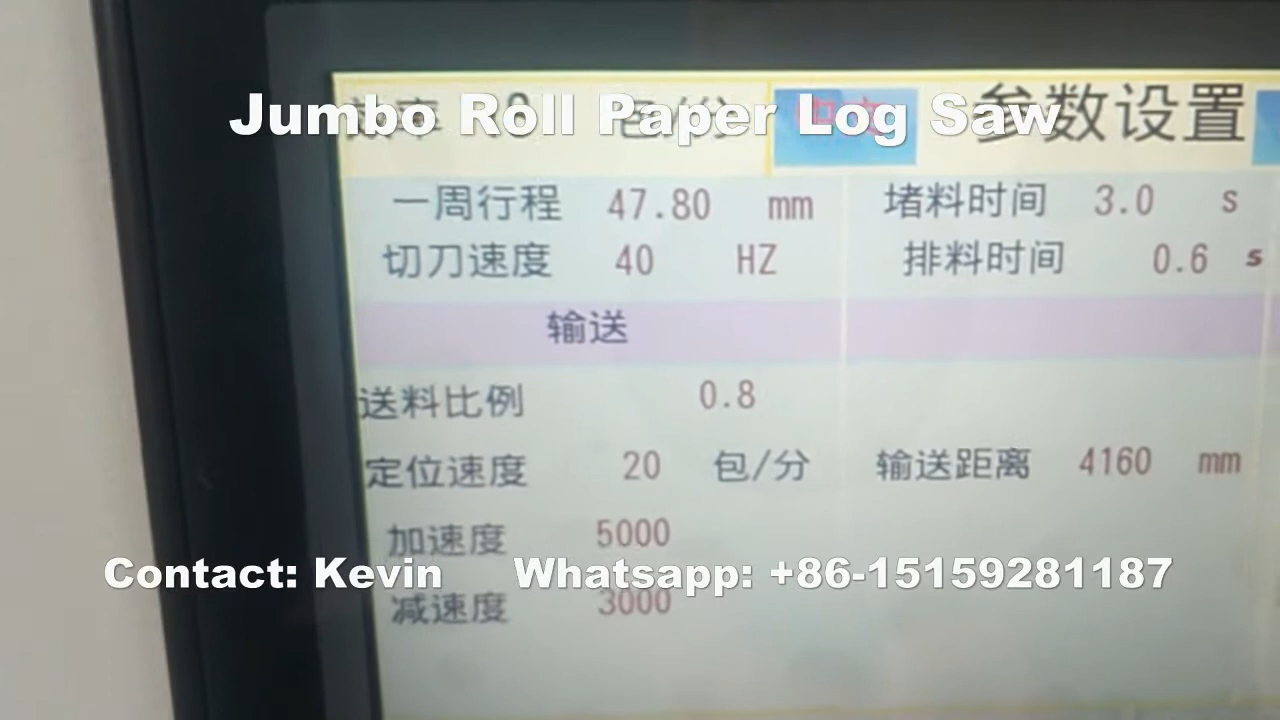 Jumbo Roll Paper Log Saw
包/分
参数设置
一周行程 47.80 mm 堵料时间 3.0 s
切刀速度 40 HZ 排料时间 0.6 s
输送
送料比例 0.8
定位速度 20 包/分 输送距离 4160 mm
加速度 5000
Contact: Kevin Whatsapp: +86-15159281187
减速度 3000